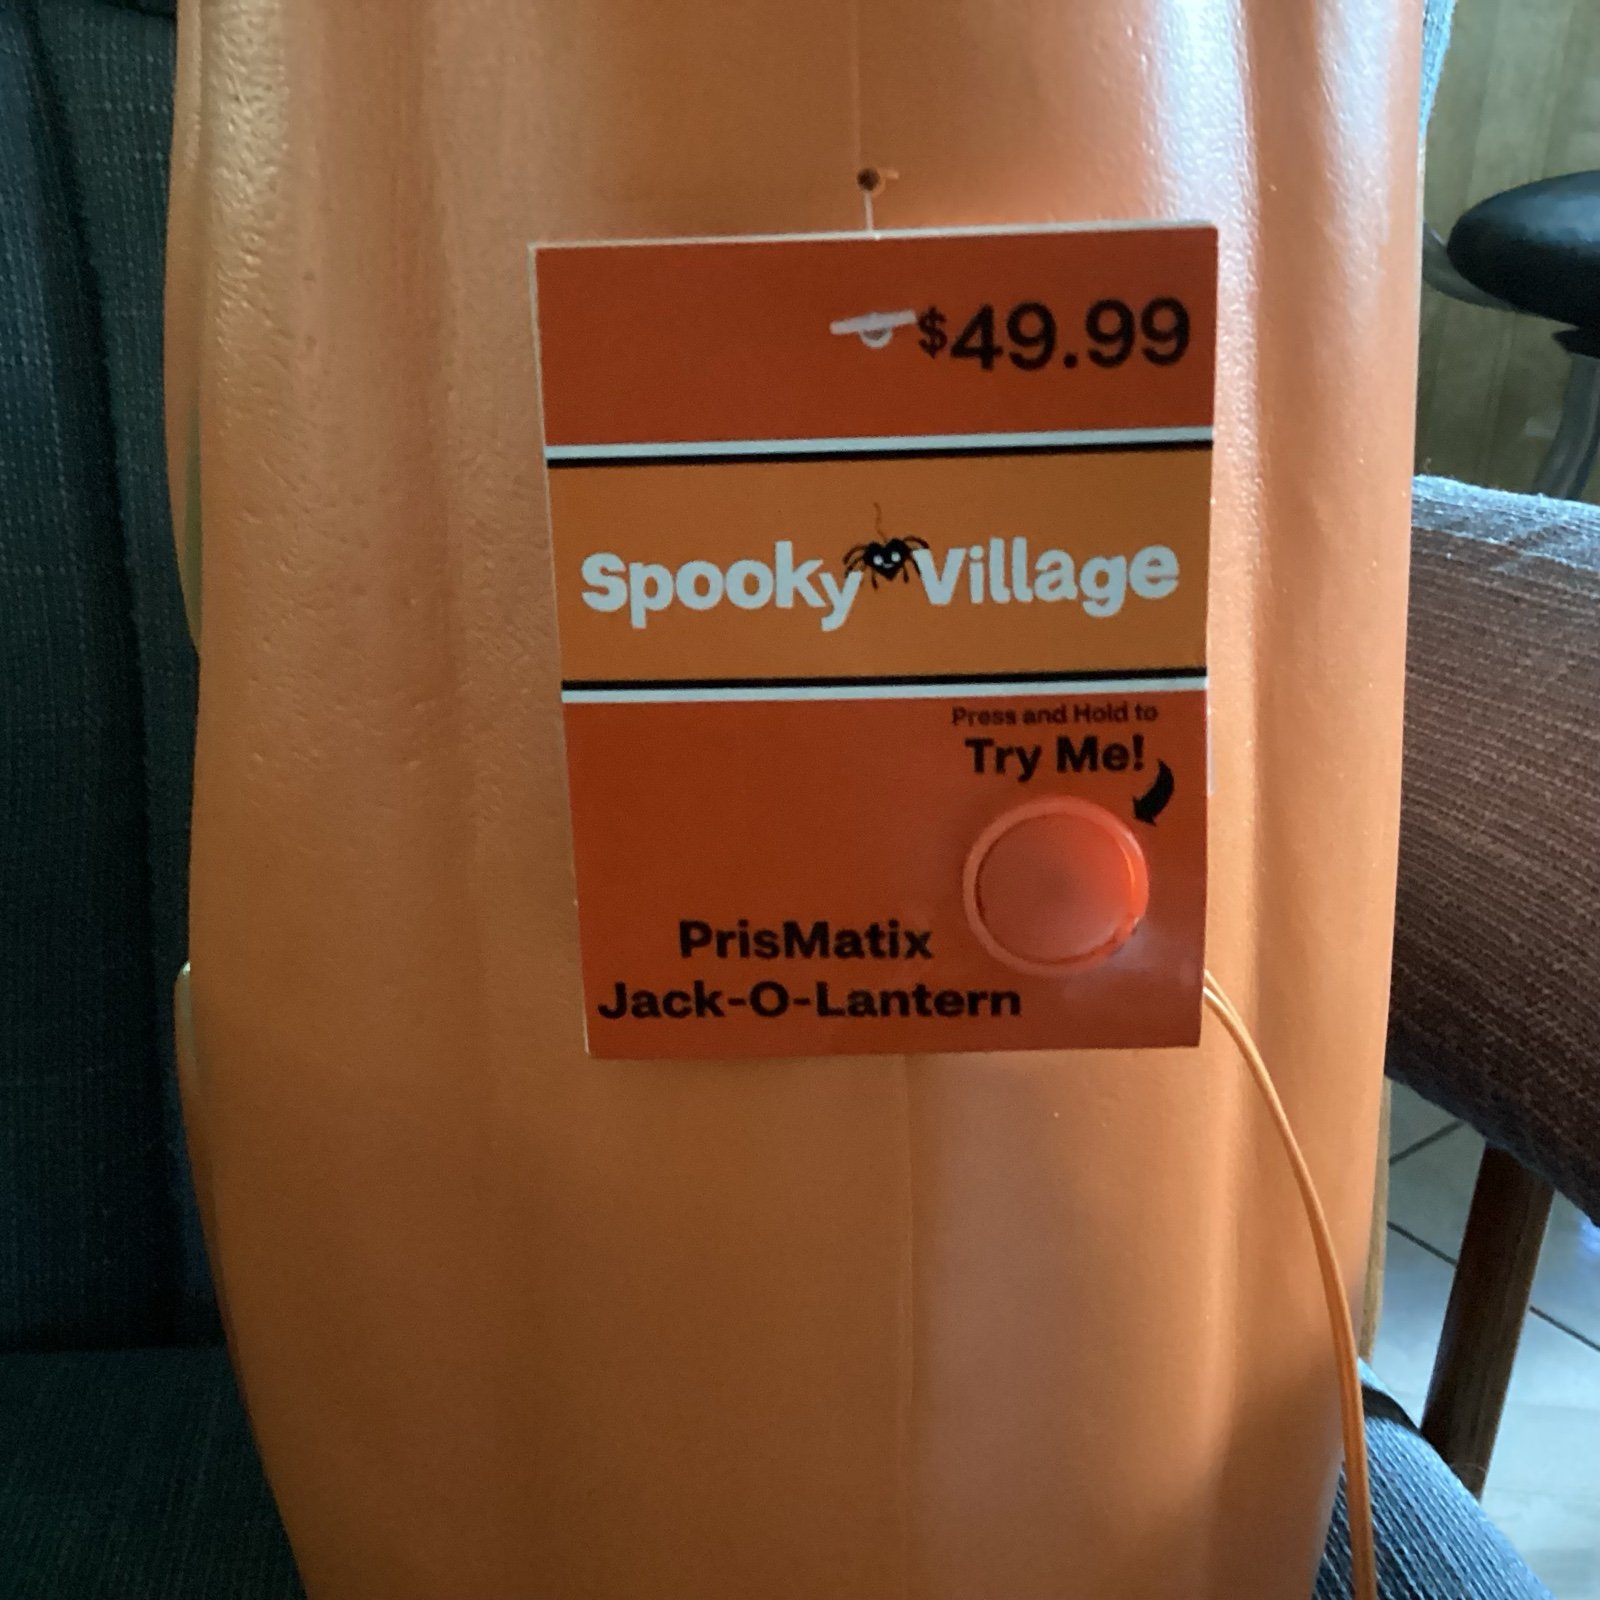 $49.99
Spooky Village
Press and Hold to
Try Me!
PrisMatix
Jack-O-Lantern